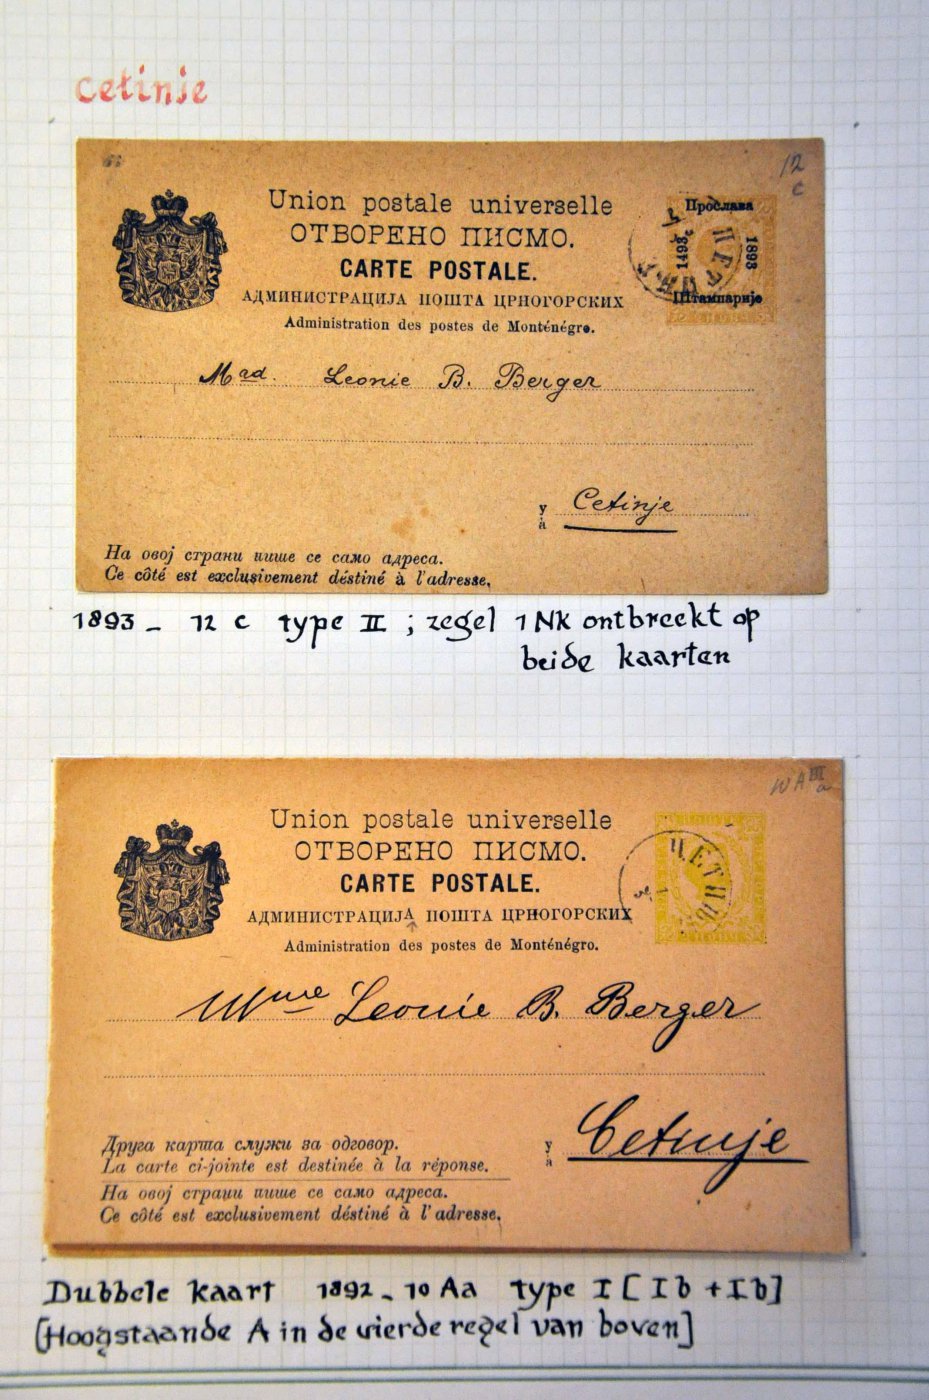 cetinje
12
c
Union postale universelle
ОТВОРЕНО ПИСМО.
CARTE POSTALE.
АДМИНИСТРАЦИЈА ПОШТА ЦРНОГОРСКИХ
Administration des postes de Monténégro.
Прослава
1493
1893
Штампарије
Mad. Leonie B. Berger
у
à
Cetinje
На овој страни пише се само адреса.
Ce côté est exclusivement déstiné à l'adresse.
1893 - 12 c type II ; zegel 1 Nk ontbreekt op
beide kaarten
Union postale universelle
ОТВОРЕНО ПИСМО.
CARTE POSTALE.
АДМИНИСТРАЦИЈА ПОШТА ЦРНОГОРСКИХ
Administration des postes de Monténégro.
Mme Leonie B. Berger
Друга карта служи за одговор.
La carte ci-jointe est destinée à la réponse.
у
à
Cetinje
На овој страни пише се само адреса.
Ce côté est exclusivement déstiné à l'adresse.
Dubbele kaart 1892 - 10 Aa type I [Ib + Ib]
[Hoogstaande A in de vierde regel van boven]